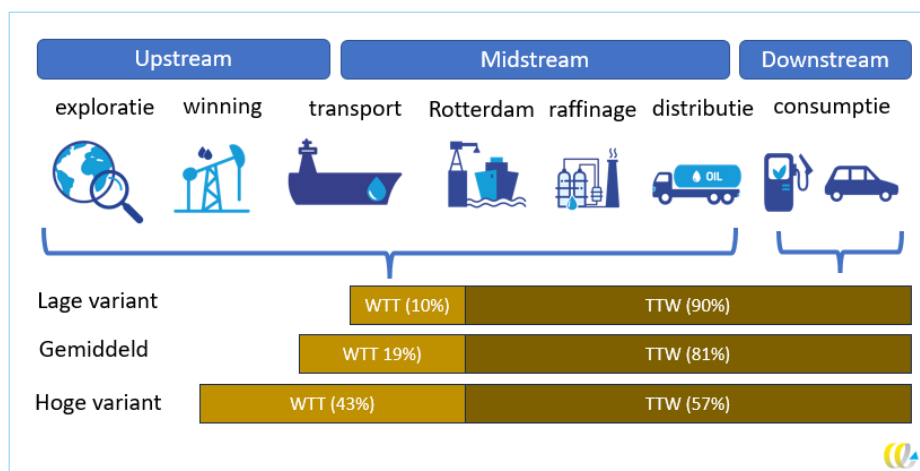 Upstream Midstream Downstream
exploratie winning transport Rotterdam raffinage distributie consumptie
OIL
Lage variant WTT (10%) TTW (90%)
Gemiddeld WTT 19%) TTW (81%)
Hoge variant WTT (43%) TTW (57%)